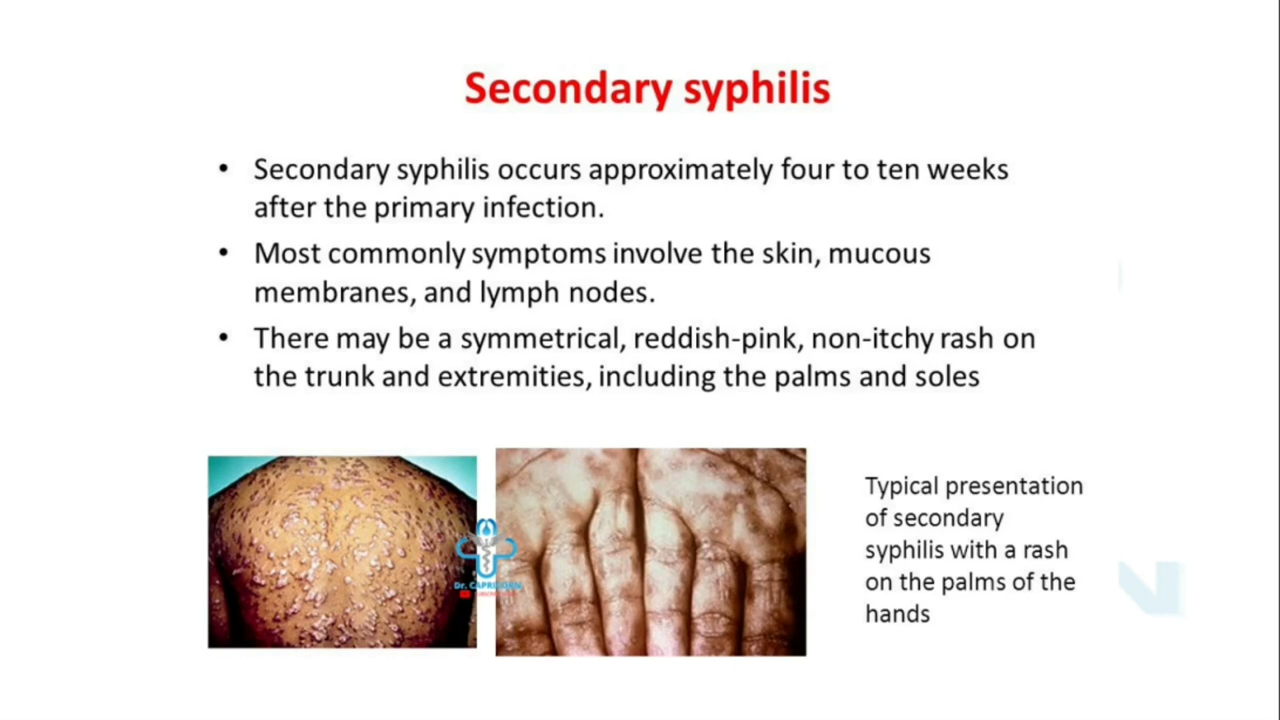 Secondary syphilis
• Secondary syphilis occurs approximately four to ten weeks
after the primary infection.
• Most commonly symptoms involve the skin, mucous
membranes, and lymph nodes.
• There may be a symmetrical, reddish-pink, non-itchy rash on
the trunk and extremities, including the palms and soles
Typical presentation
of secondary
syphilis with a rash
on the palms of the
hands
Dr. CAPRICORN